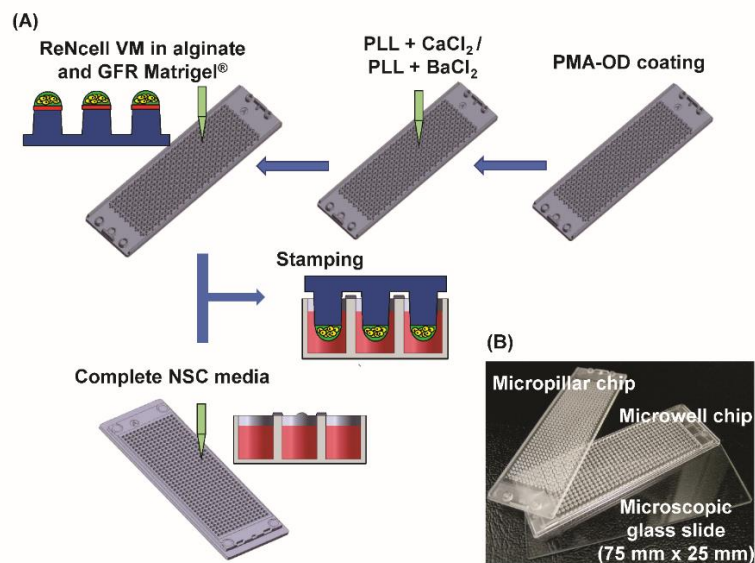 (A)
ReNcell VM in alginate
and GFR Matrigel®
PLL + CaCl₂ /
PLL + BaCl₂
PMA-OD coating
Stamping
Complete NSC media
(B)
Micropillar chip
Microwell chip
Microscopic
glass slide
(75 mm x 25 mm)